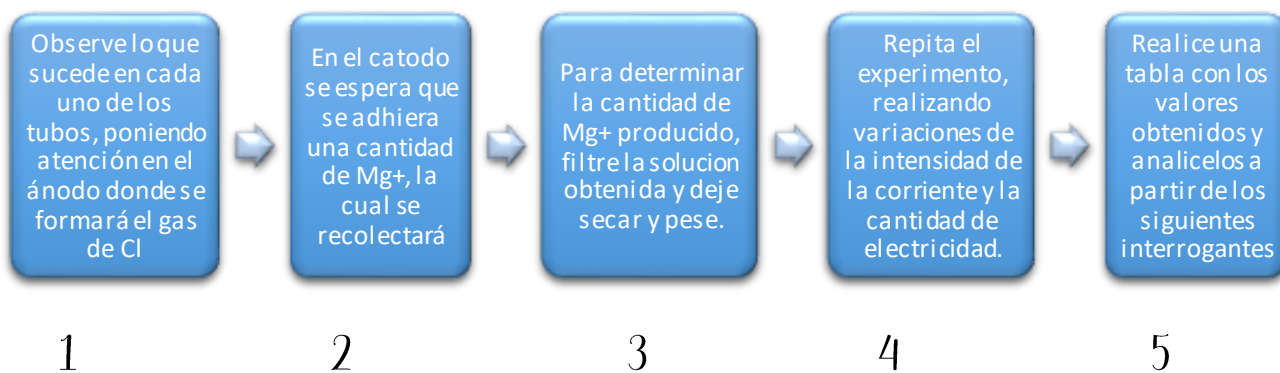 Observe lo que
sucede en cada
uno de los
tubos, poniendo
atención en el
ánodo donde se
formará el gas
de Cl
En el catodo
se espera que
se adhiera
una cantidad
de Mg+, la
cual se
recolectará
Para determinar
la cantidad de
Mg+ producido,
filtre la solucion
obtenida y deje
secar y pese.
Repita el
experimento,
realizando
variaciones de
la intensidad de
la corriente y la
cantidad de
electricidad.
Realice una
tabla con los
valores
obtenidos y
analicelos a
partir de los
siguientes
interrogantes
1
2
3
4
5